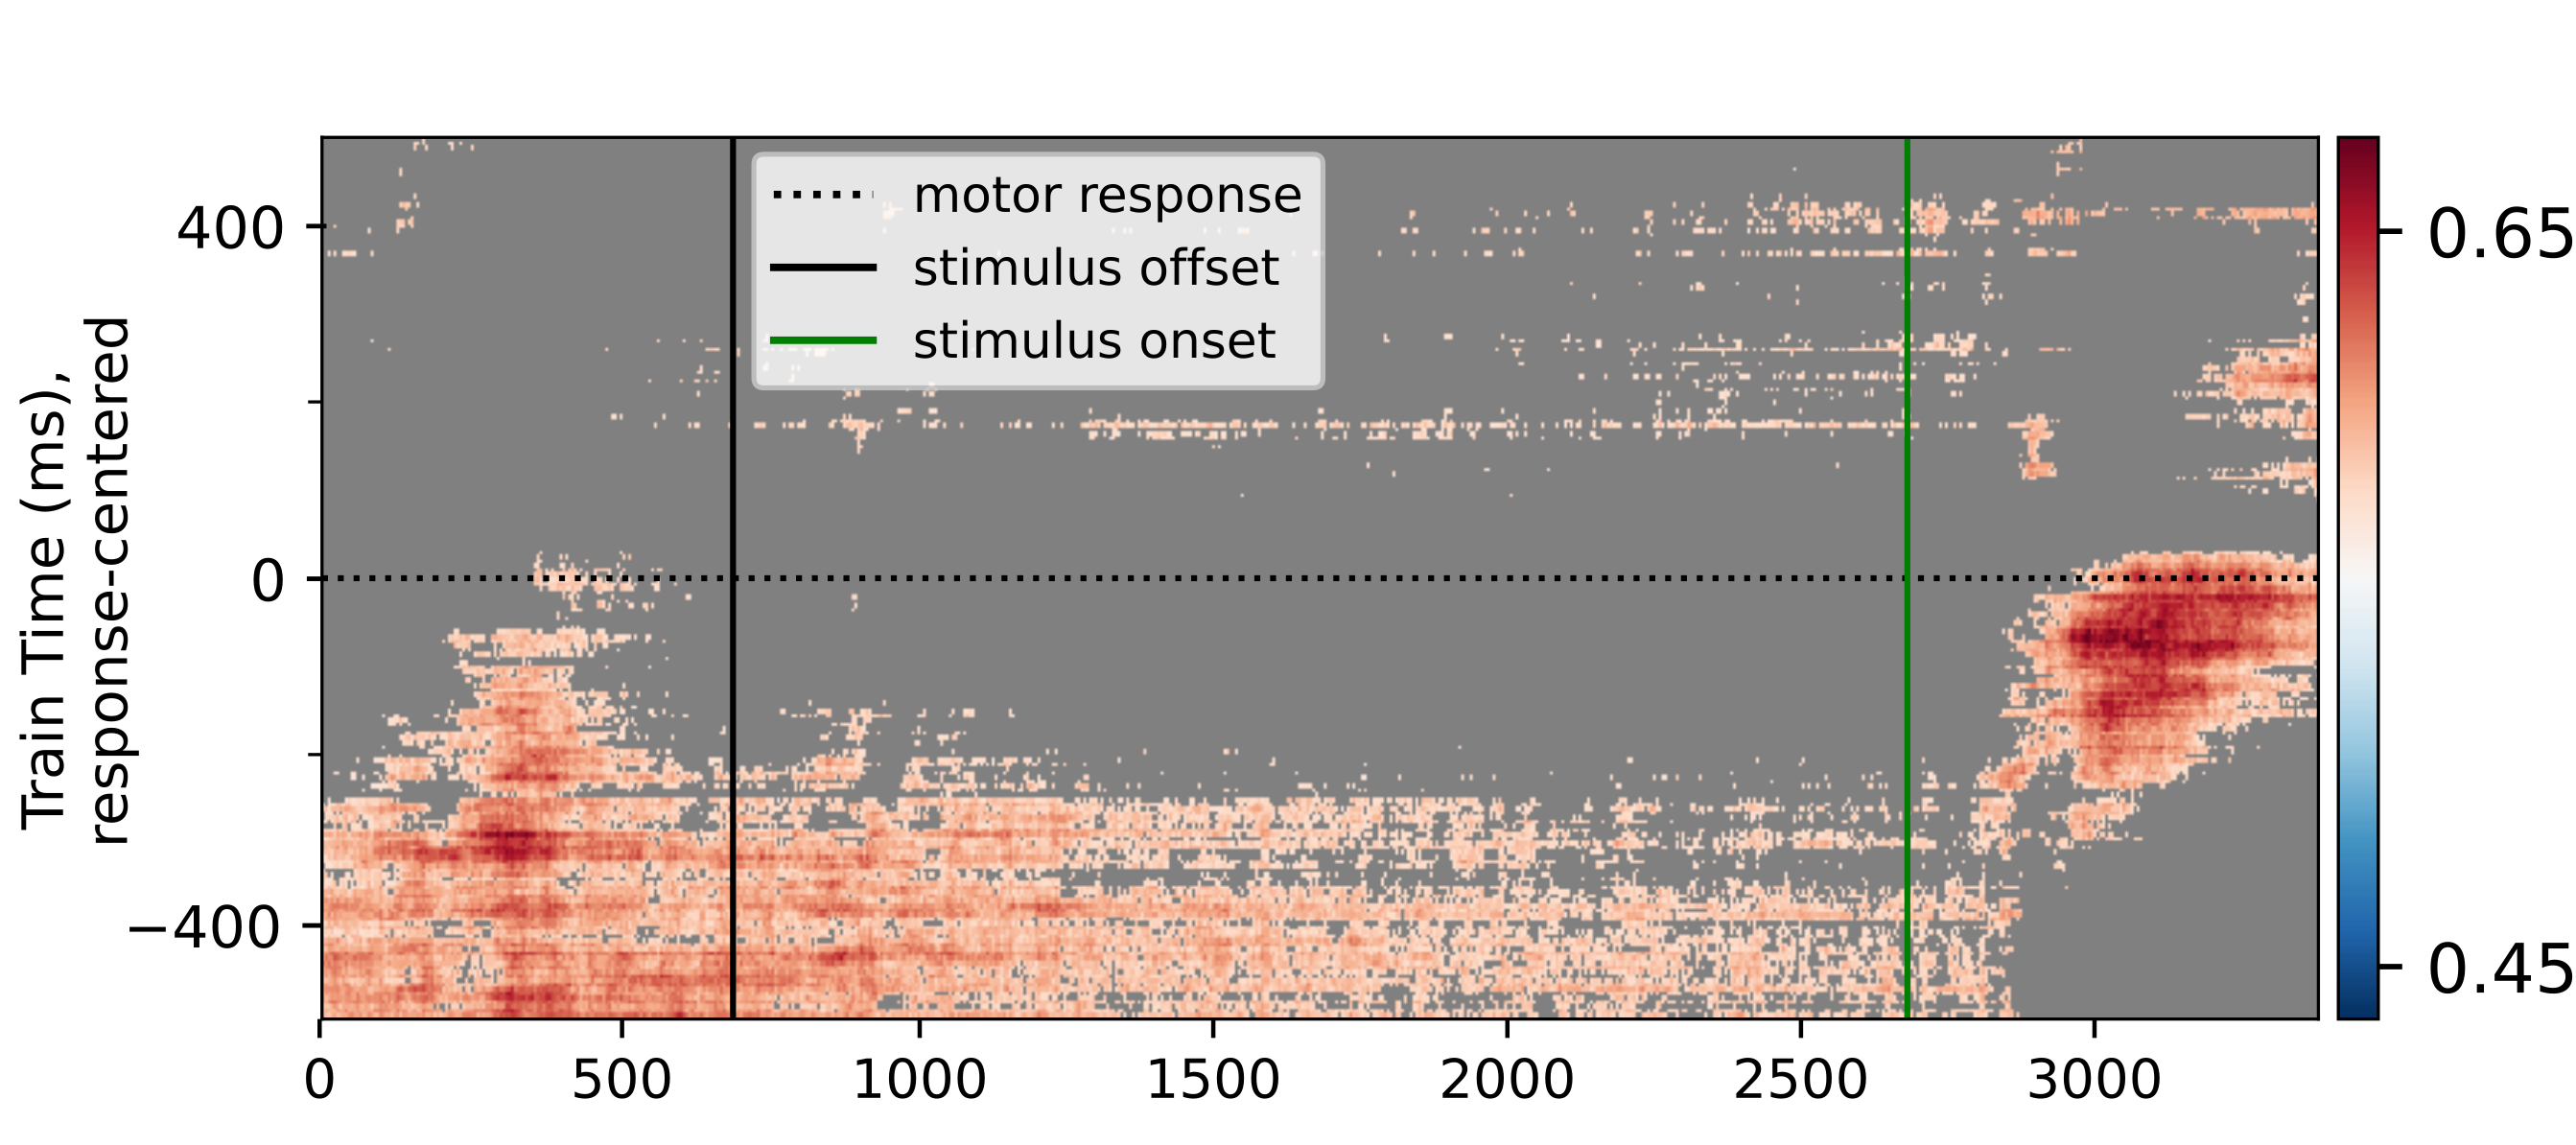 Train Time (ms),
response-centered
400
0
−400
motor response
stimulus offset
stimulus onset
0 500 1000 1500 2000 2500 3000
0.65
0.45